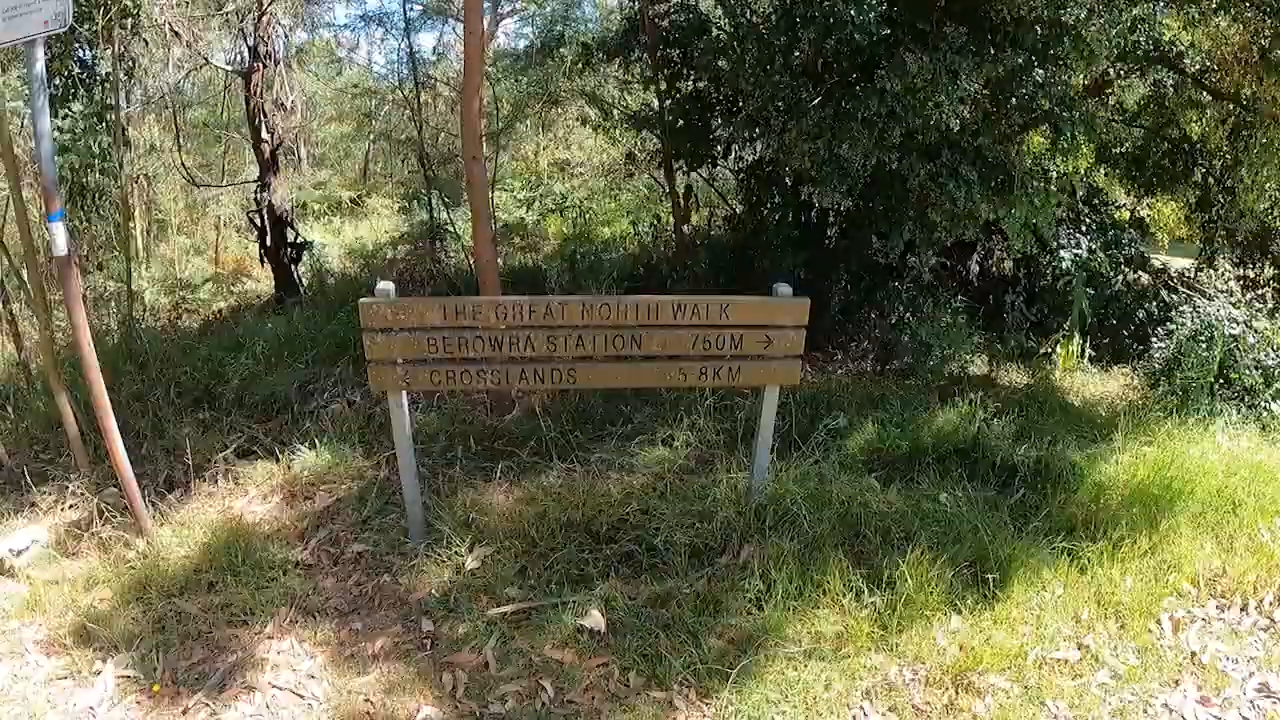 THE GREAT NORTH WALK
BEROWRA STATION 750M →
← CROSSLANDS 5·8KM